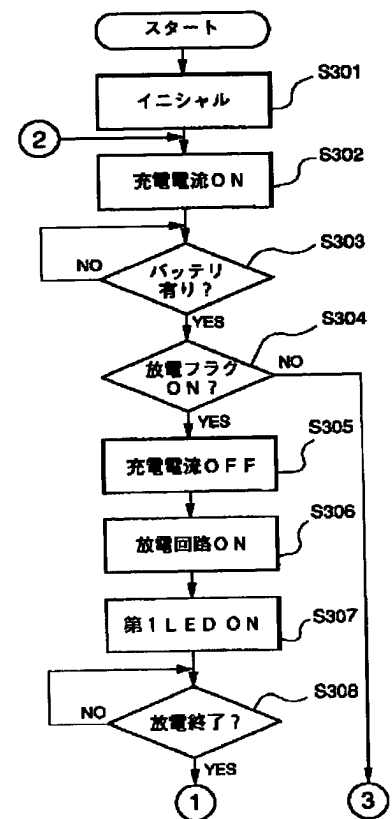 スタート
イニシャル
S301
2
充電電流ON
S302
バッテリ
有り?
S303
NO
YES
放電フラグ
ON?
S304
NO
YES
充電電流OFF
S305
放電回路ON
S306
第1LED ON
S307
放電終了?
S308
NO
YES
1
3